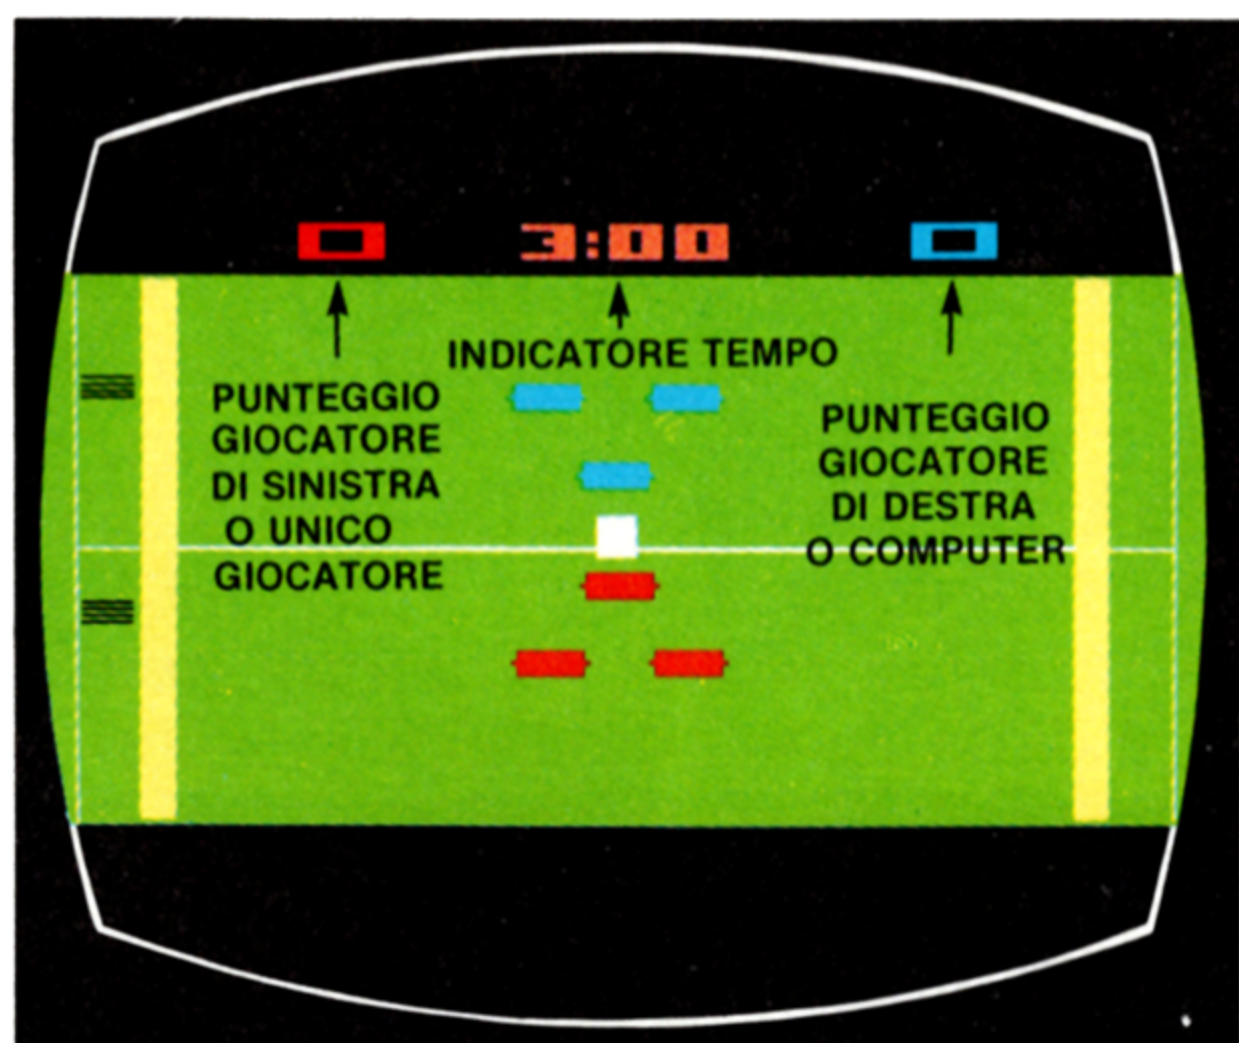 0 3:00 0
INDICATORE TEMPO
PUNTEGGIO
GIOCATORE
DI SINISTRA
O UNICO
GIOCATORE
PUNTEGGIO
GIOCATORE
DI DESTRA
O COMPUTER